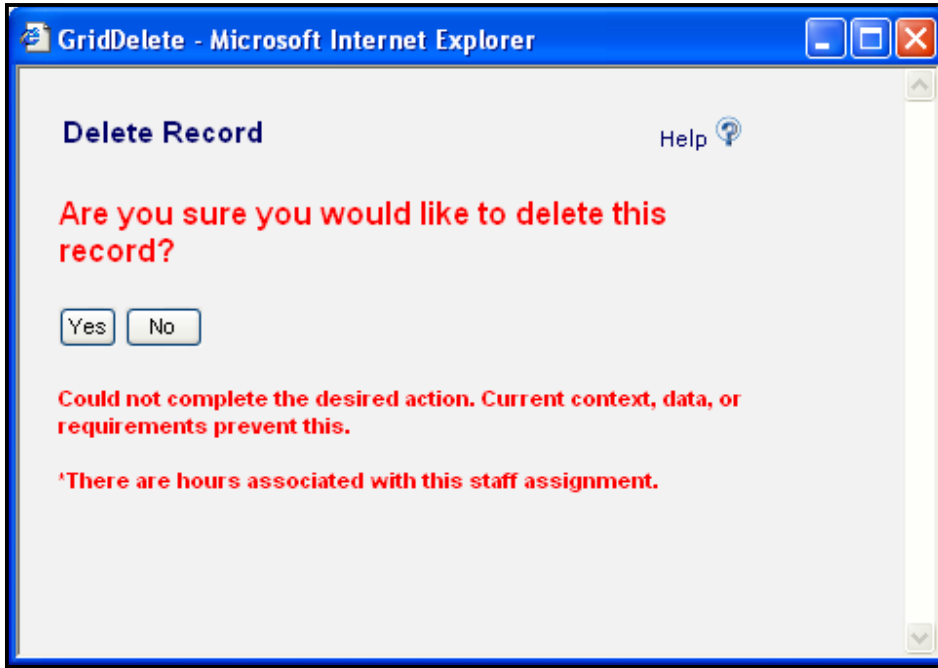 GridDelete - Microsoft Internet Explorer
Delete Record
Help
Are you sure you would like to delete this
record?
Yes No
Could not complete the desired action. Current context, data, or
requirements prevent this.
*There are hours associated with this staff assignment.